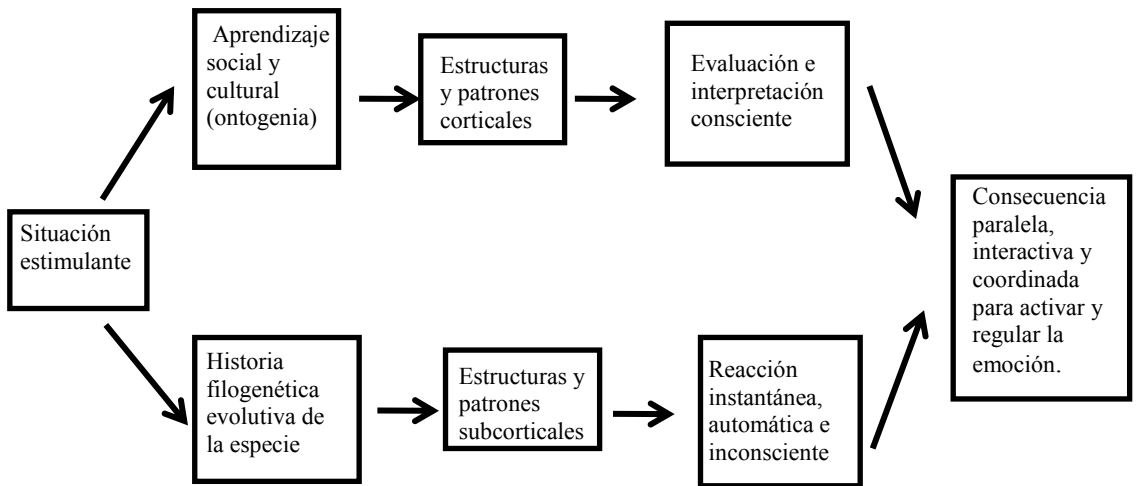 Aprendizaje
social y
cultural
(ontogenia)
Estructuras
y patrones
corticales
Evaluación e
interpretación
consciente
Situación
estimulante
Consecuencia
paralela,
interactiva y
coordinada
para activar y
regular la
emoción.
Historia
filogenética
evolutiva de
la especie
Estructuras y
patrones
subcorticales
Reacción
instantánea,
automática e
inconsciente